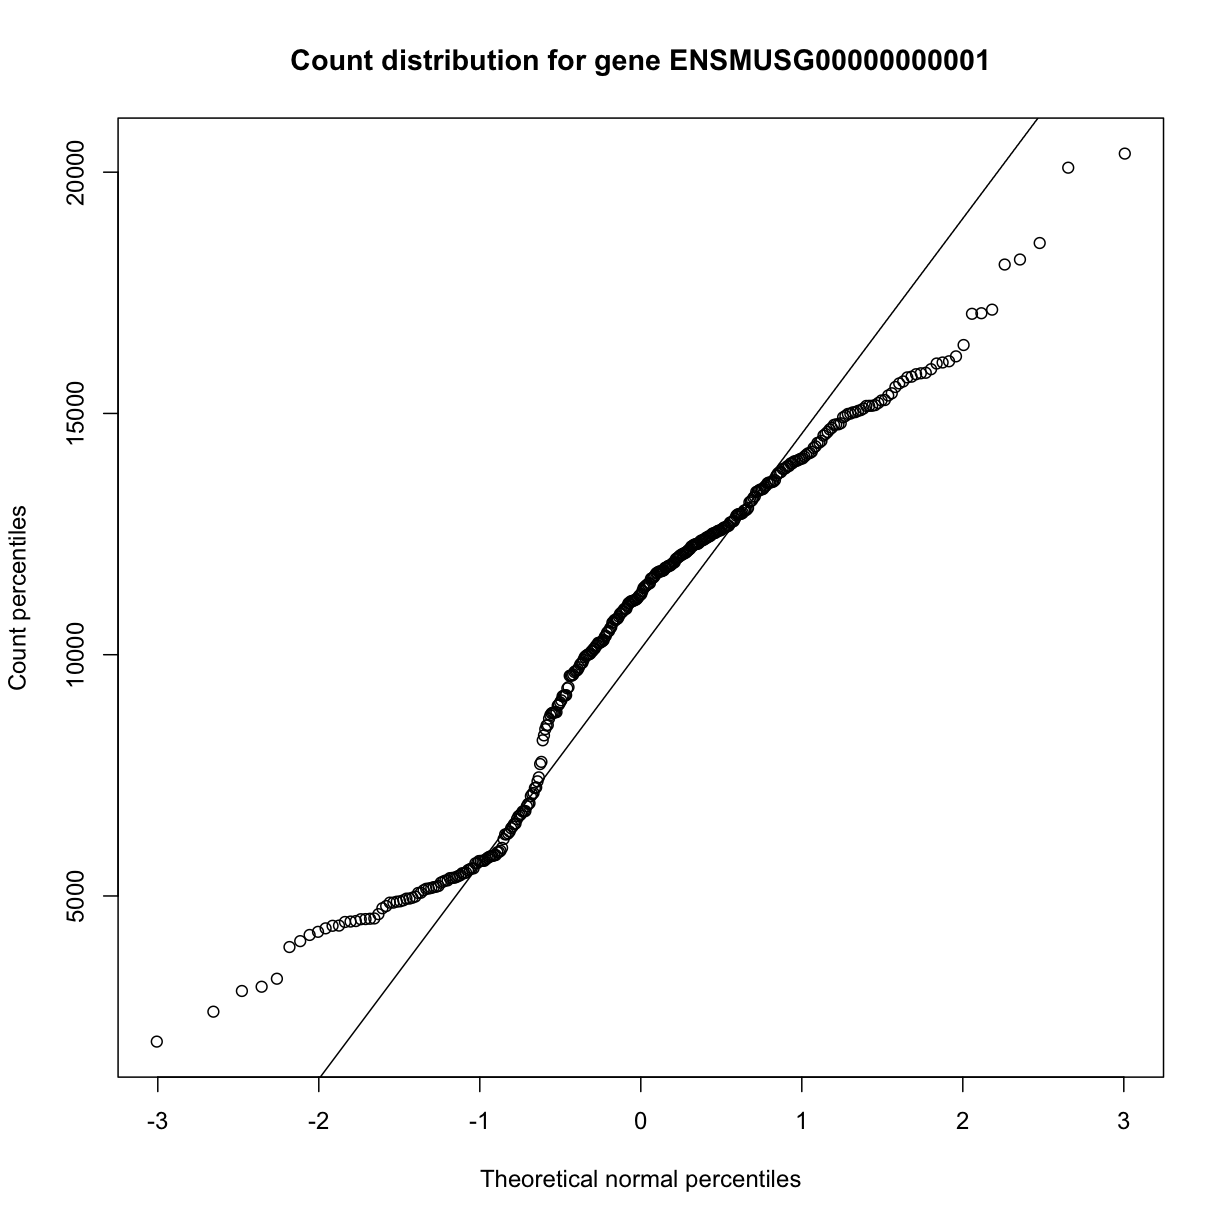 Count distribution for gene ENSMUSG00000000001
Count percentiles
20000
15000
10000
5000
-3 -2 -1 0 1 2 3
Theoretical normal percentiles